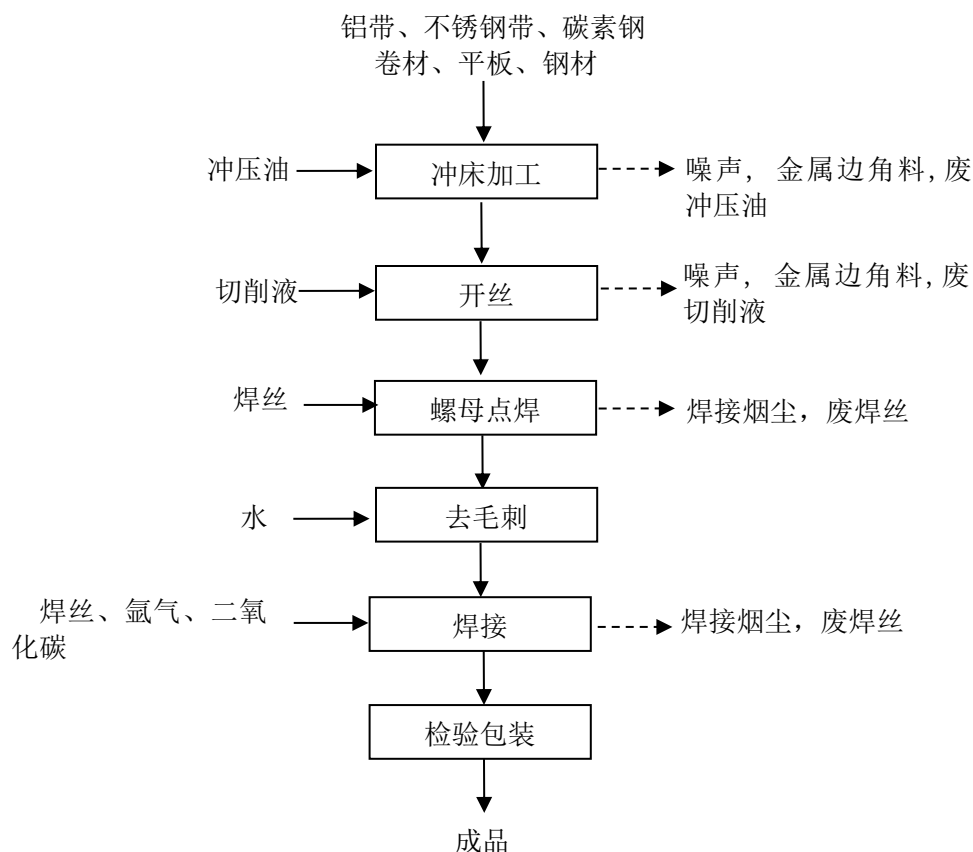 铝带、不锈钢带、碳素钢
卷材、平板、钢材
冲压油
冲床加工
噪声, 金属边角料,废
冲压油
切削液
开丝
噪声, 金属边角料,废
切削液
焊丝
螺母点焊
焊接烟尘，废焊丝
水
去毛刺
焊丝、氩气、二氧
化碳
焊接
焊接烟尘，废焊丝
检验包装
成品